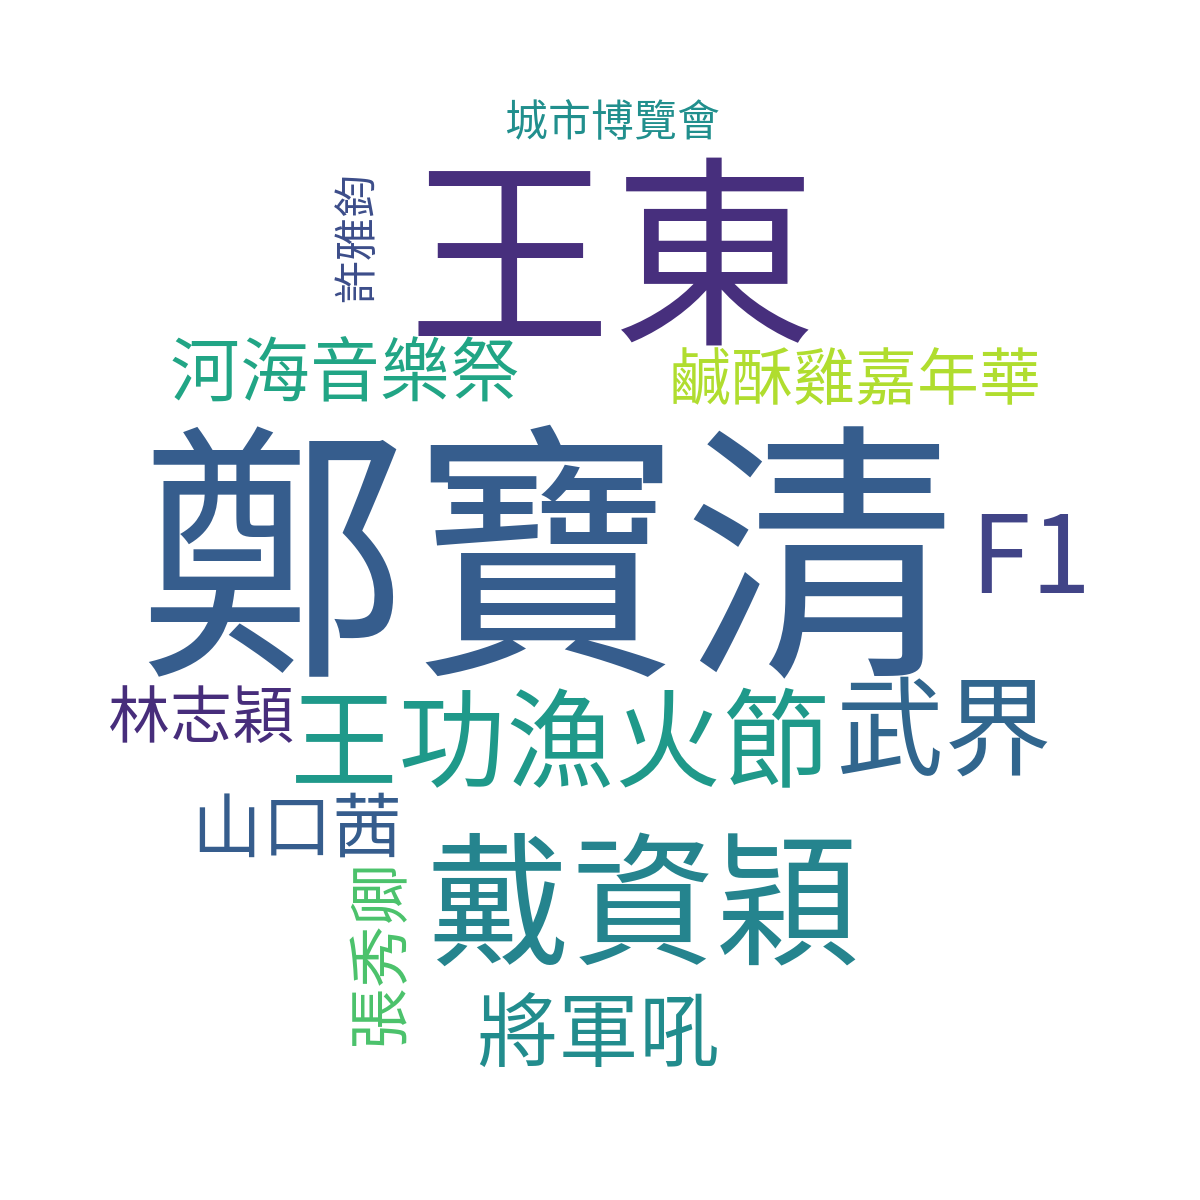 城市博覽會
王東
許雅鈞
河海音樂祭
鹹酥雞嘉年華
鄭寶清
F1
林志穎
王功漁火節
武界
山口茜
戴資穎
張秀卿
將軍吼